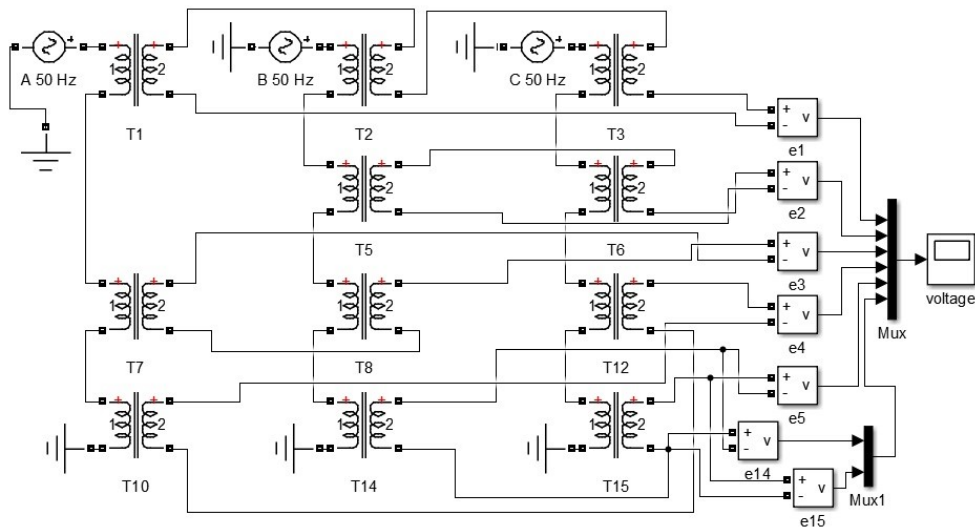 A 50 Hz
B 50 Hz
C 50 Hz
+ + + + + + + + +
1 2 1 2 1 2
T1 T2 T3
+ - v
e1
+ + + +
1 2 1 2
T5 T6
+ - v
e2
+ + + + + +
1 2 1 2 1 2
T7 T8 T12
+ - v
e3
+ - v
e4
voltage
Mux
+ + + + + +
1 2 1 2 1 2
T10 T14 T15
+ - v
e5
+ - v
e14
+ - v
e15
Mux1